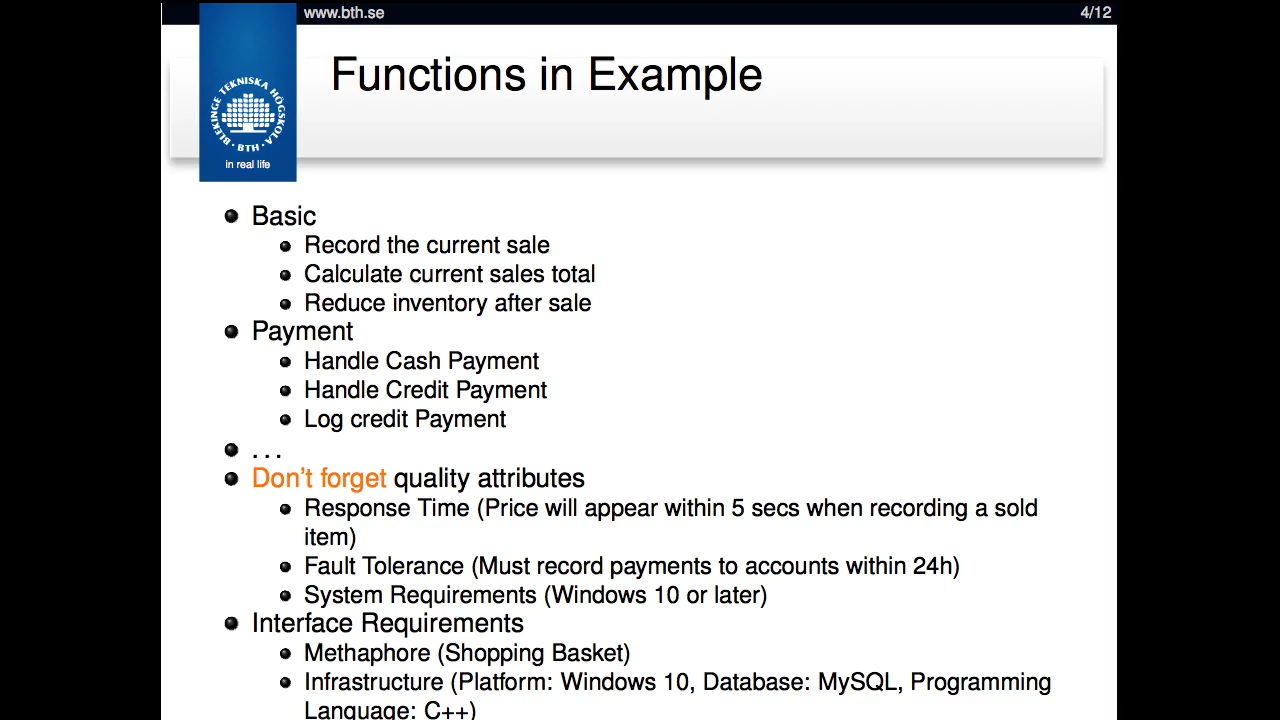 www.bth.se
4/12
Functions in Example
BLEKINGE TEKNISKA HÖGSKOLA
· BTH ·
in real life
Basic
Record the current sale
Calculate current sales total
Reduce inventory after sale
Payment
Handle Cash Payment
Handle Credit Payment
Log credit Payment
. . .
Don't forget quality attributes
Response Time (Price will appear within 5 secs when recording a sold
item)
Fault Tolerance (Must record payments to accounts within 24h)
System Requirements (Windows 10 or later)
Interface Requirements
Methaphore (Shopping Basket)
Infrastructure (Platform: Windows 10, Database: MySQL, Programming
Language: C++)